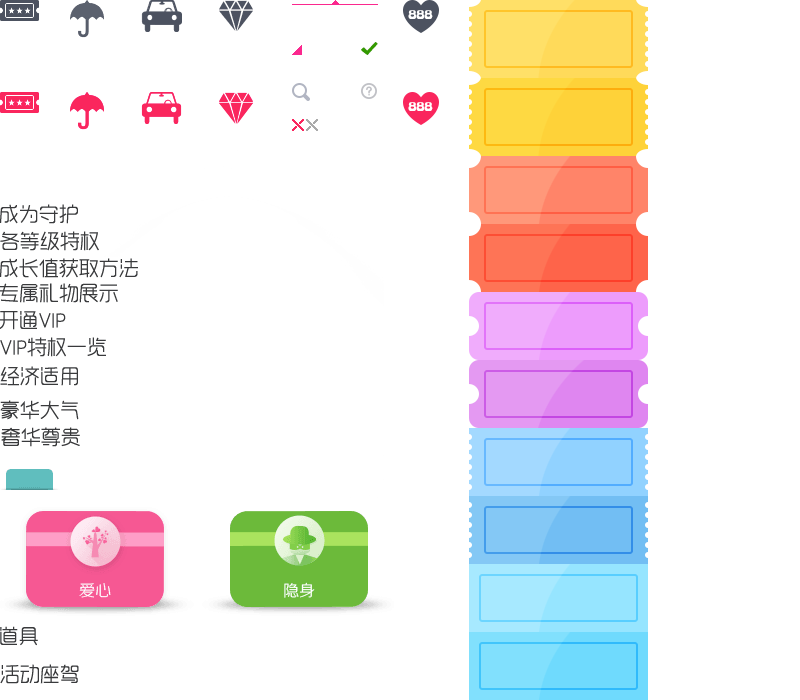 888
888
成为守护
各等级特权
成长值获取方法
专属礼物展示
开通VIP
VIP特权一览
经济适用
豪华大气
奢华尊贵
爱心
隐身
道具
活动座驾